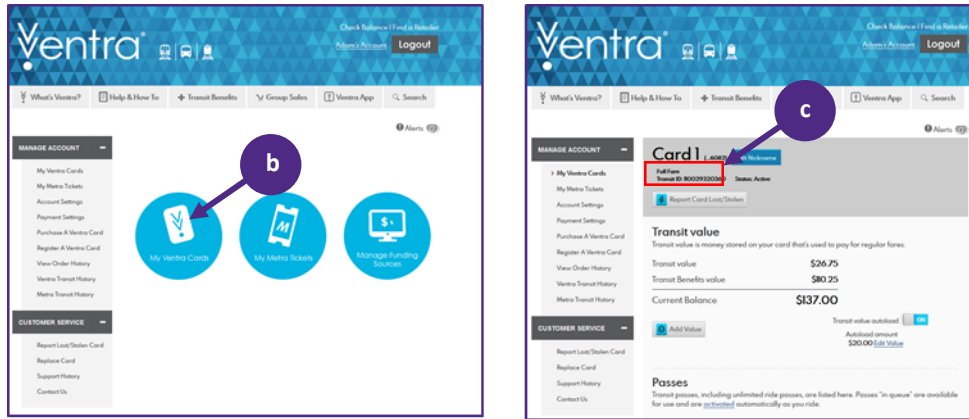 Ventra
Check Balance | Find a Retailer
Adam's Account Logout
What's Ventra? Help & How To Transit Benefits Group Sales Ventra App Search
Alerts
MANAGE ACCOUNT
My Ventra Cards
My Metra Tickets
Account Settings
Payment Settings
Purchase A Ventra Card
Register A Ventra Card
View Order History
Ventra Transit History
Metra Transit History
CUSTOMER SERVICE
Report Lost/Stolen Card
Replace Card
Support History
Contact Us
b
My Ventra Cards
My Metra Tickets
Manage Funding
Sources
Ventra
Check Balance | Find a Retailer
Adam's Account Logout
What's Ventra? Help & How To Transit Benefits Ventra App Search
c
Alerts
MANAGE ACCOUNT
My Ventra Cards
My Metra Tickets
Account Settings
Payment Settings
Purchase A Ventra Card
Register A Ventra Card
View Order History
Ventra Transit History
Metra Transit History
CUSTOMER SERVICE
Report Lost/Stolen Card
Replace Card
Support History
Contact Us
Card 1 Nickname
Full Fare
Transit ID: 80029320360 Status: Active
Report Card Lost/Stolen
Transit value
Transit value is money stored on your card that's used to pay for regular fares.
Transit value $26.75
Transit Benefits value $110.25
Current Balance $137.00
Transit value autoload ON
Add Value
Autoload amount
$20.00 Edit Value
Passes
Transit passes, including unlimited ride passes, are listed here. Passes "in queue" are available
for use and are activated automatically as you ride.